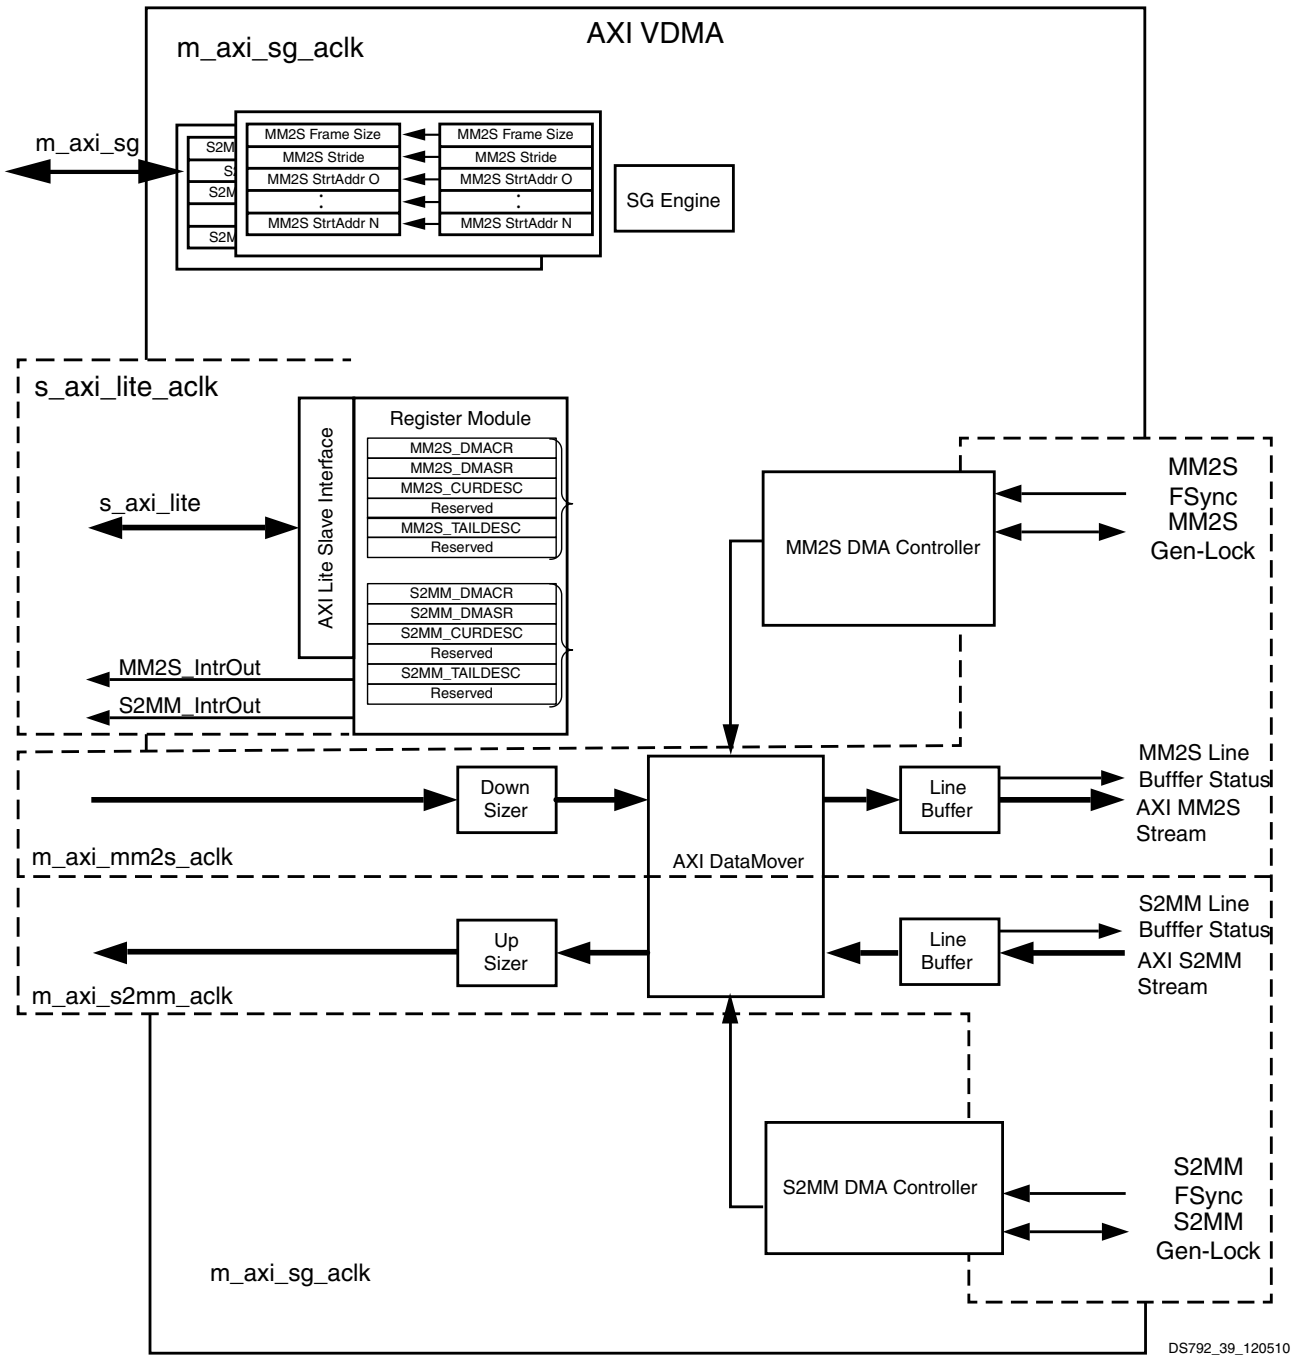 AXI VDMA
m_axi_sg_aclk
m_axi_sg
S2M
S
S2M
S2M
MM2S Frame Size
MM2S Stride
MM2S StrtAddr O
:
MM2S StrtAddr N
MM2S Frame Size
MM2S Stride
MM2S StrtAddr O
:
MM2S StrtAddr N
SG Engine
s_axi_lite_aclk
s_axi_lite
AXI Lite Slave Interface
Register Module
MM2S_DMACR
MM2S_DMASR
MM2S_CURDESC
Reserved
MM2S_TAILDESC
Reserved
S2MM_DMACR
S2MM_DMASR
S2MM_CURDESC
Reserved
S2MM_TAILDESC
Reserved
MM2S_IntrOut
S2MM_IntrOut
MM2S DMA Controller
MM2S
FSync
MM2S
Gen-Lock
Down
Sizer
AXI DataMover
Line
Buffer
MM2S Line
Bufffer Status
AXI MM2S
Stream
m_axi_mm2s_aclk
Up
Sizer
Line
Buffer
S2MM Line
Bufffer Status
AXI S2MM
Stream
m_axi_s2mm_aclk
S2MM DMA Controller
S2MM
FSync
S2MM
Gen-Lock
m_axi_sg_aclk
DS792_39_120510